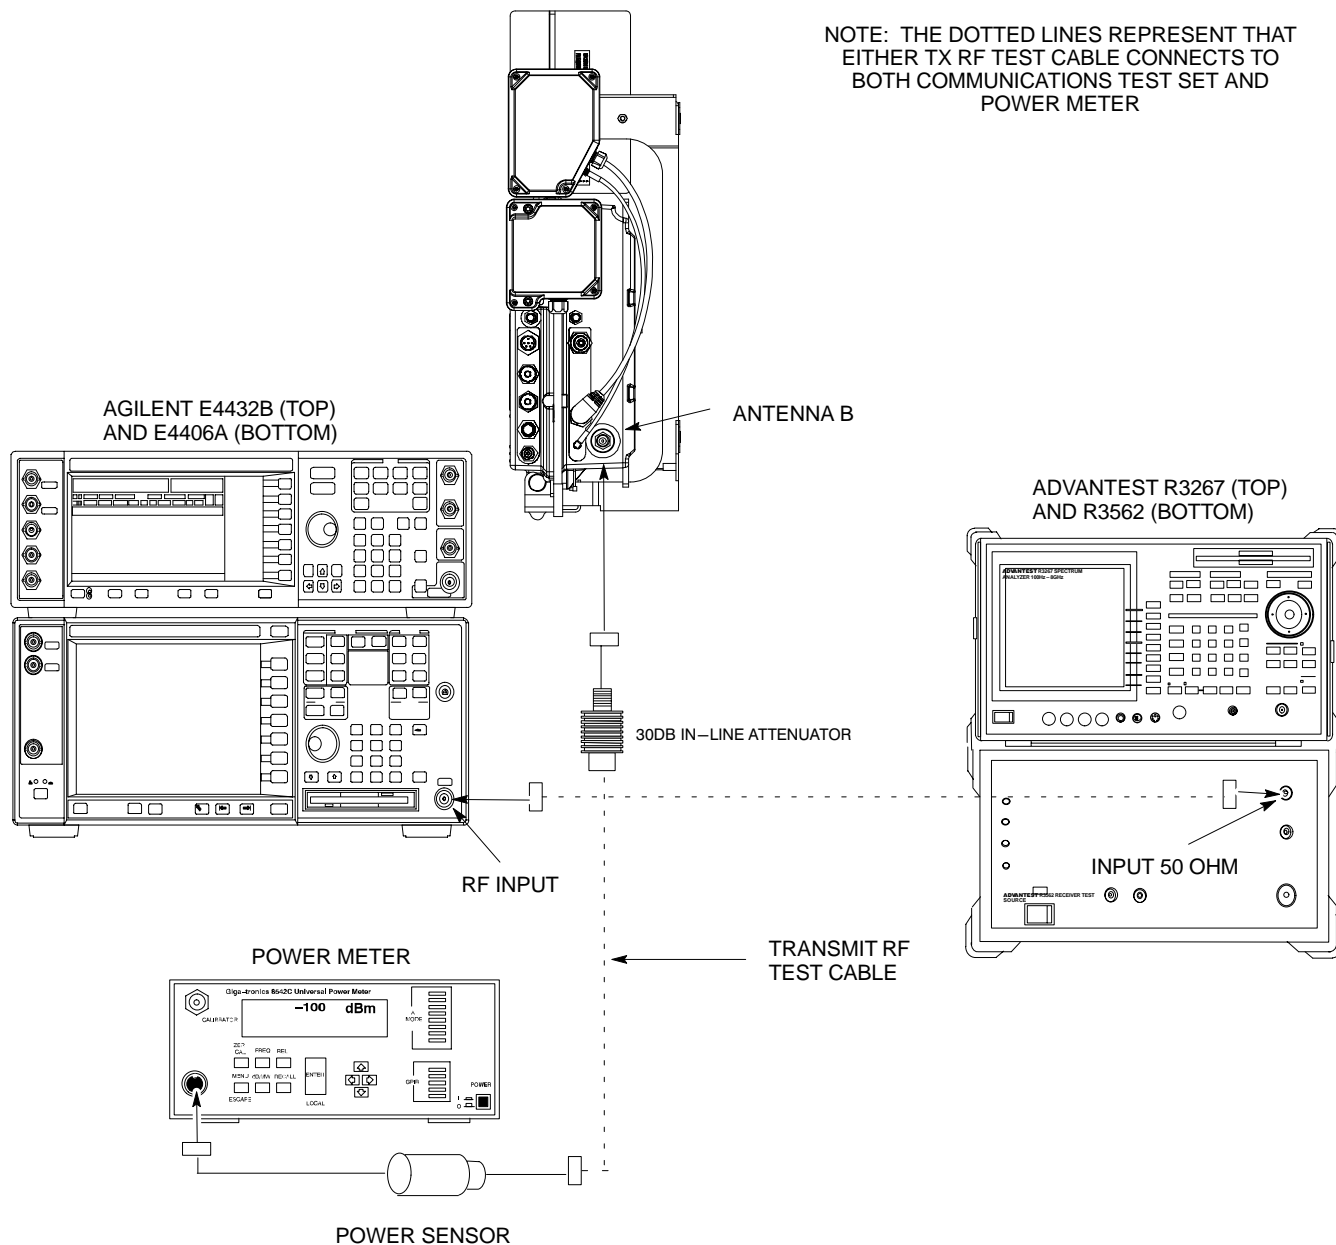 NOTE: THE DOTTED LINES REPRESENT THAT
EITHER TX RF TEST CABLE CONNECTS TO
BOTH COMMUNICATIONS TEST SET AND
POWER METER
AGILENT E4432B (TOP)
AND E4406A (BOTTOM)
ANTENNA B
ADVANTEST R3267 (TOP)
AND R3562 (BOTTOM)
ADVANTEST R3267 SPECTRUM
ANALYZER 100Hz – 8GHz
30DB IN–LINE ATTENUATOR
RF INPUT
INPUT 50 OHM
ADVANTEST R3562 RECEIVER TEST
SOURCE
TRANSMIT RF
TEST CABLE
POWER METER
Giga–tronics 8542C Universal Power Meter
–100 dBm
CALIBRATOR
A
MODE
ZER
CAL
FREQ
REL
MENU
dB/MW
RECALL
ENTER
ESCAPE
LOCAL
GPIB
POWER
I
O
POWER SENSOR